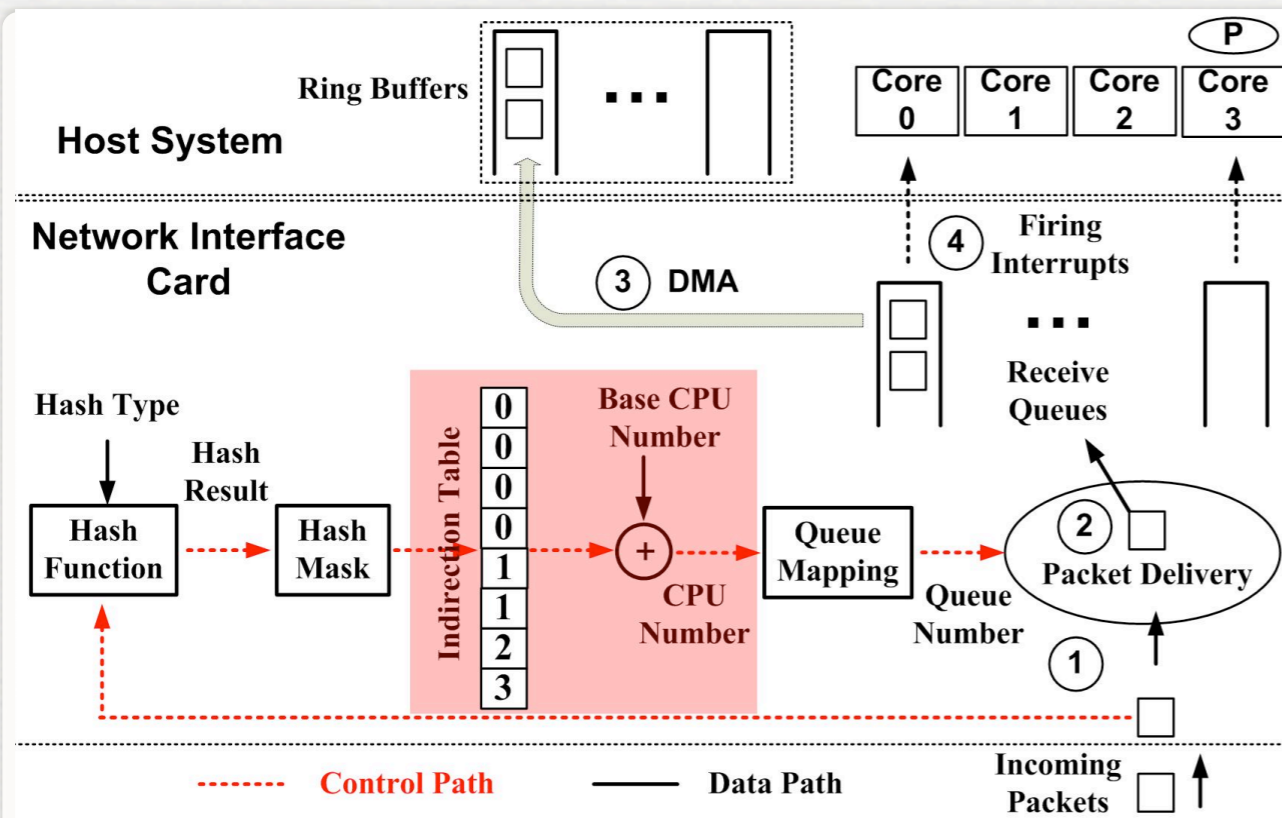 P
Ring Buffers
...
Core
0
Core
1
Core
2
Core
3
Host System
Network Interface
Card
4
Firing
Interrupts
3 DMA
...
Receive
Queues
Hash Type
Hash
Result
Hash
Function
Hash
Mask
Indirection Table
0
0
0
0
1
1
2
3
Base CPU
Number
+
CPU
Number
Queue
Mapping
Queue
Number
2
Packet Delivery
1
Control Path
Data Path
Incoming
Packets